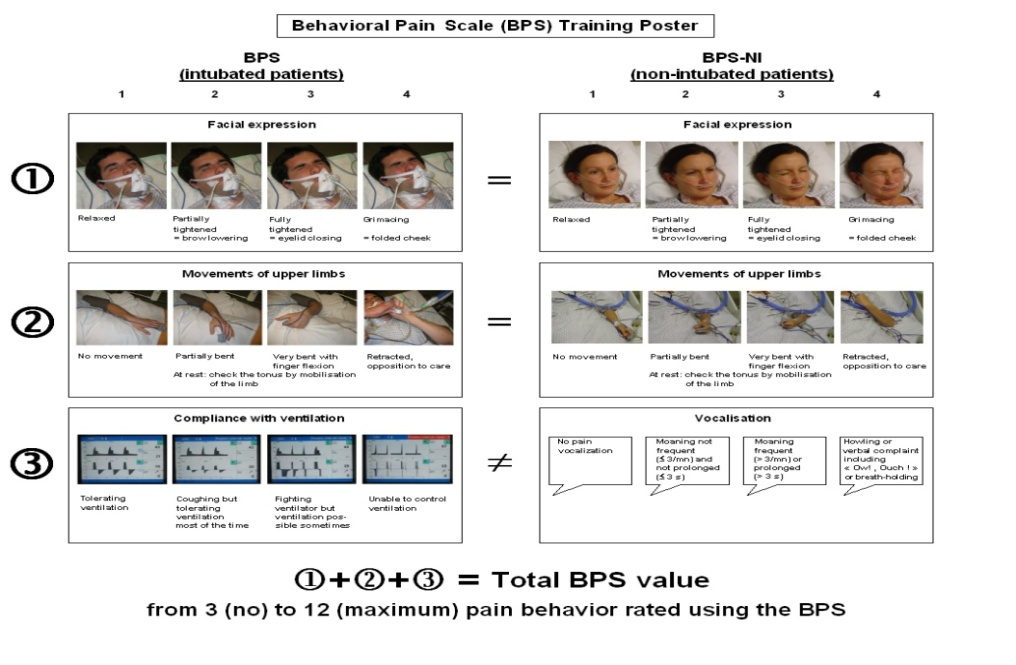 Behavioral Pain Scale (BPS) Training Poster
BPS
(intubated patients)
1 2 3 4
BPS-NI
(non-intubated patients)
1 2 3 4
①
Facial expression
Relaxed
Partially
tightened
= brow lowering
Fully
tightened
= eyelid closing
Grimacing
= folded cheek
=
Facial expression
Relaxed
Partially
tightened
= brow lowering
Fully
tightened
= eyelid closing
Grimacing
= folded cheek
②
Movements of upper limbs
No movement
Partially bent
Very bent with
finger flexion
Retracted,
opposition to care
At rest: check the tonus by mobilisation
of the limb
=
Movements of upper limbs
No movement
Partially bent
Very bent with
finger flexion
Retracted,
opposition to care
At rest: check the tonus by mobilisation
of the limb
③
Compliance with ventilation
Tolerating
ventilation
Coughing but
tolerating
ventilation
most of the time
Fighting
ventilator but
ventilation pos-
sible sometimes
Unable to control
ventilation
≠
Vocalisation
No pain
vocalization
Moaning not
frequent
(≤ 3/mn) and
not prolonged
(≤ 3 s)
Moaning
frequent
(> 3/mn) or
prolonged
(> 3 s)
Howling or
verbal complaint
including
« Ow! , Ouch ! »
or breath-holding
①+②+③ = Total BPS value
from 3 (no) to 12 (maximum) pain behavior rated using the BPS